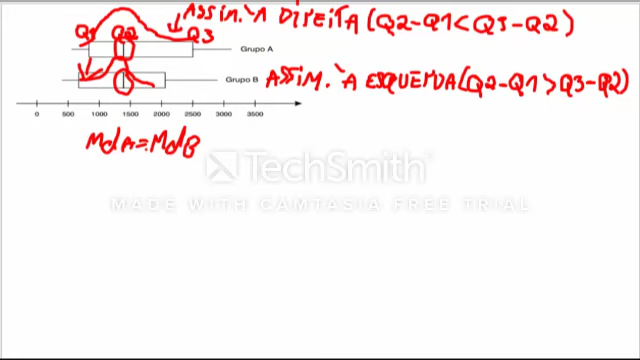 ASSIM. À DIREITA (Q2-Q1<Q3-Q2)
Q1 Q2 Q3
Grupo A
Grupo B ASSIM. À ESQUERDA (Q2-Q1>Q3-Q2)
0 500 1000 1500 2000 2500 3000 3500
MdA=MdB
TechSmith®
MADE WITH CAMTASIA FREE TRIAL